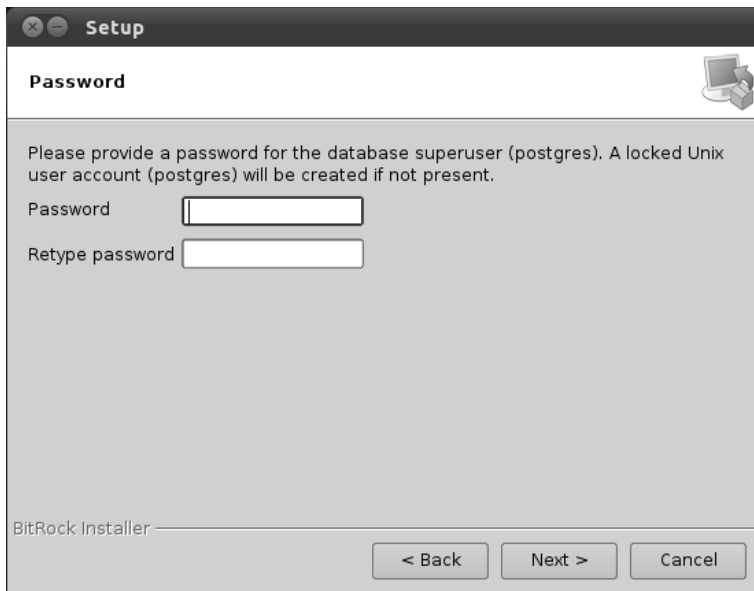 Setup
Password
Please provide a password for the database superuser (postgres). A locked Unix
user account (postgres) will be created if not present.
Password
Retype password
BitRock Installer
< Back
Next >
Cancel